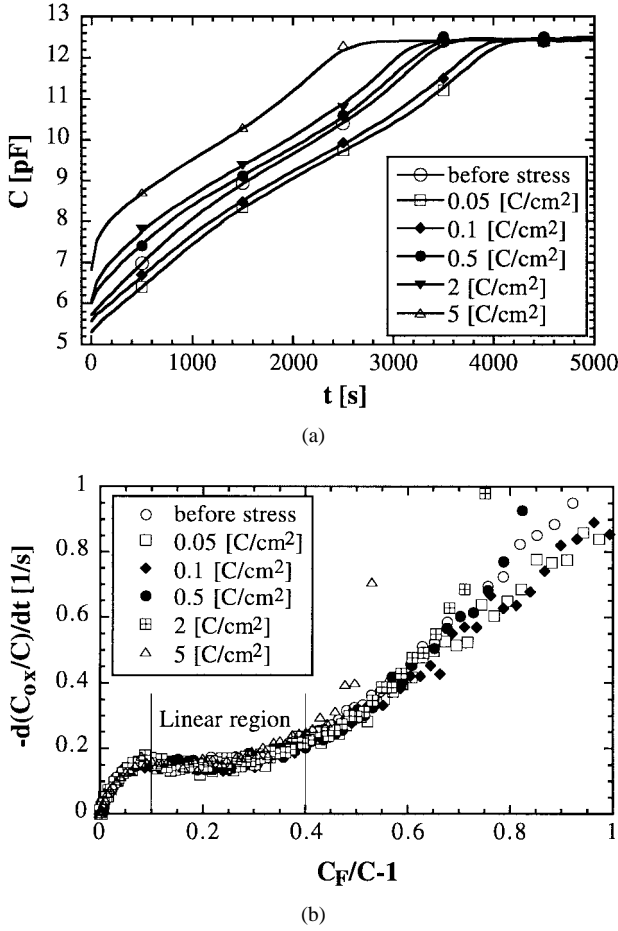 13
12
11
10
9
8
7
6
5
C [pF]
before stress
0.05 [C/cm2]
0.1 [C/cm2]
0.5 [C/cm2]
2 [C/cm2]
5 [C/cm2]
0 1000 2000 3000 4000 5000
t [s]
(a)
1
0.8
0.6
0.4
0.2
0
-d(Cox/C)/dt [1/s]
before stress
0.05 [C/cm2]
0.1 [C/cm2]
0.5 [C/cm2]
2 [C/cm2]
5 [C/cm2]
Linear region
0 0.2 0.4 0.6 0.8 1
CF/C-1
(b)